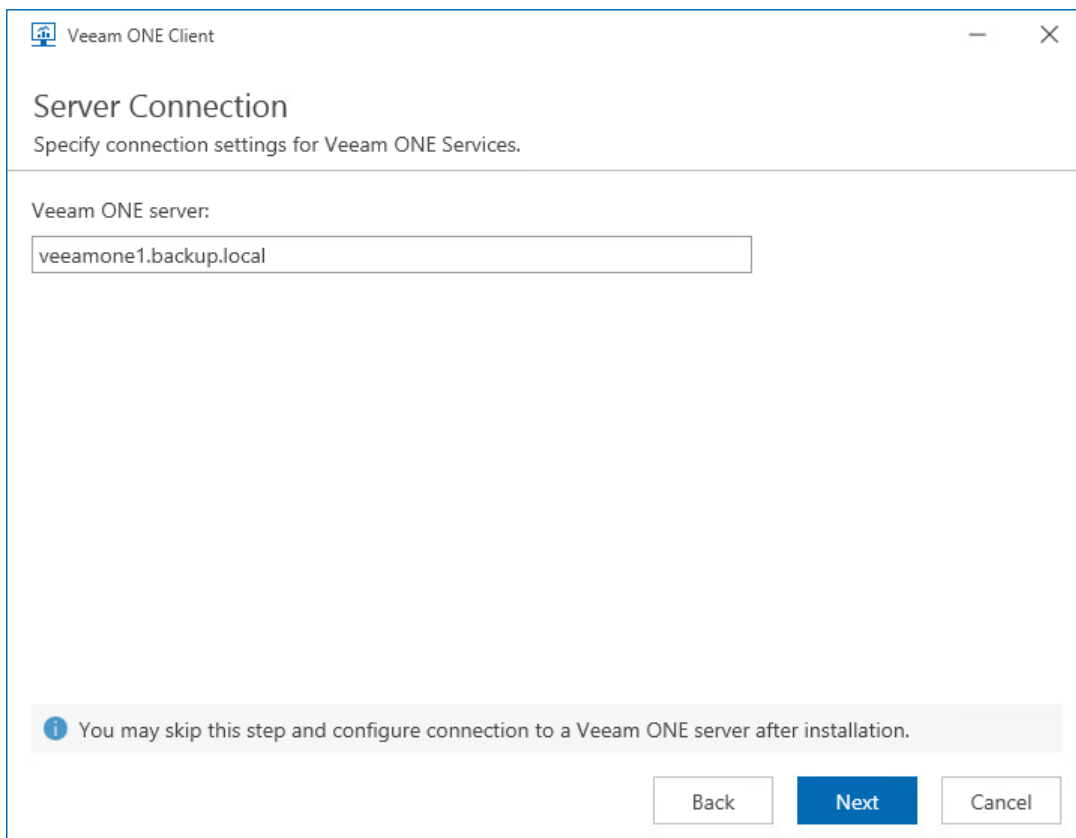 Veeam ONE Client
Server Connection
Specify connection settings for Veeam ONE Services.
Veeam ONE server:
veeamone1.backup.local
You may skip this step and configure connection to a Veeam ONE server after installation.
Back Next Cancel